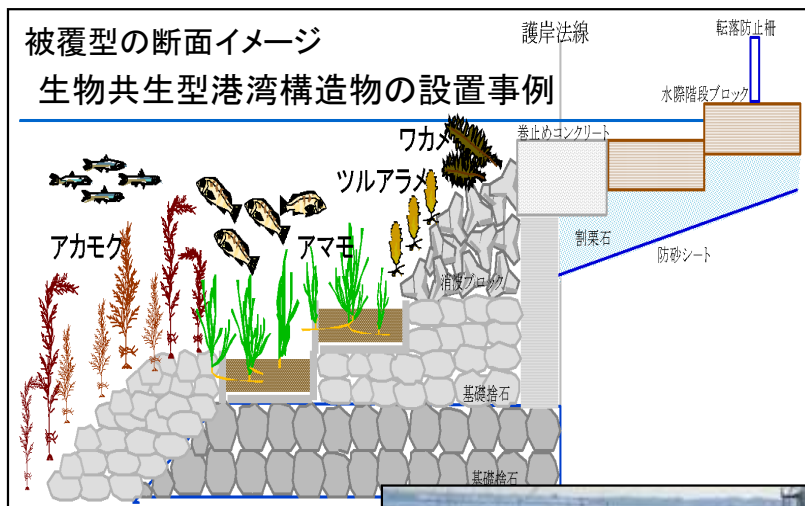 被覆型の断面イメージ
生物共生型港湾構造物の設置事例
護岸法線
転落防止柵
水際階段ブロック
巻止めコンクリート
ワカメ
ツルアラメ
アカモク
アマモ
消波ブロック
割栗石
防砂シート
基礎捨石
基礎捨石